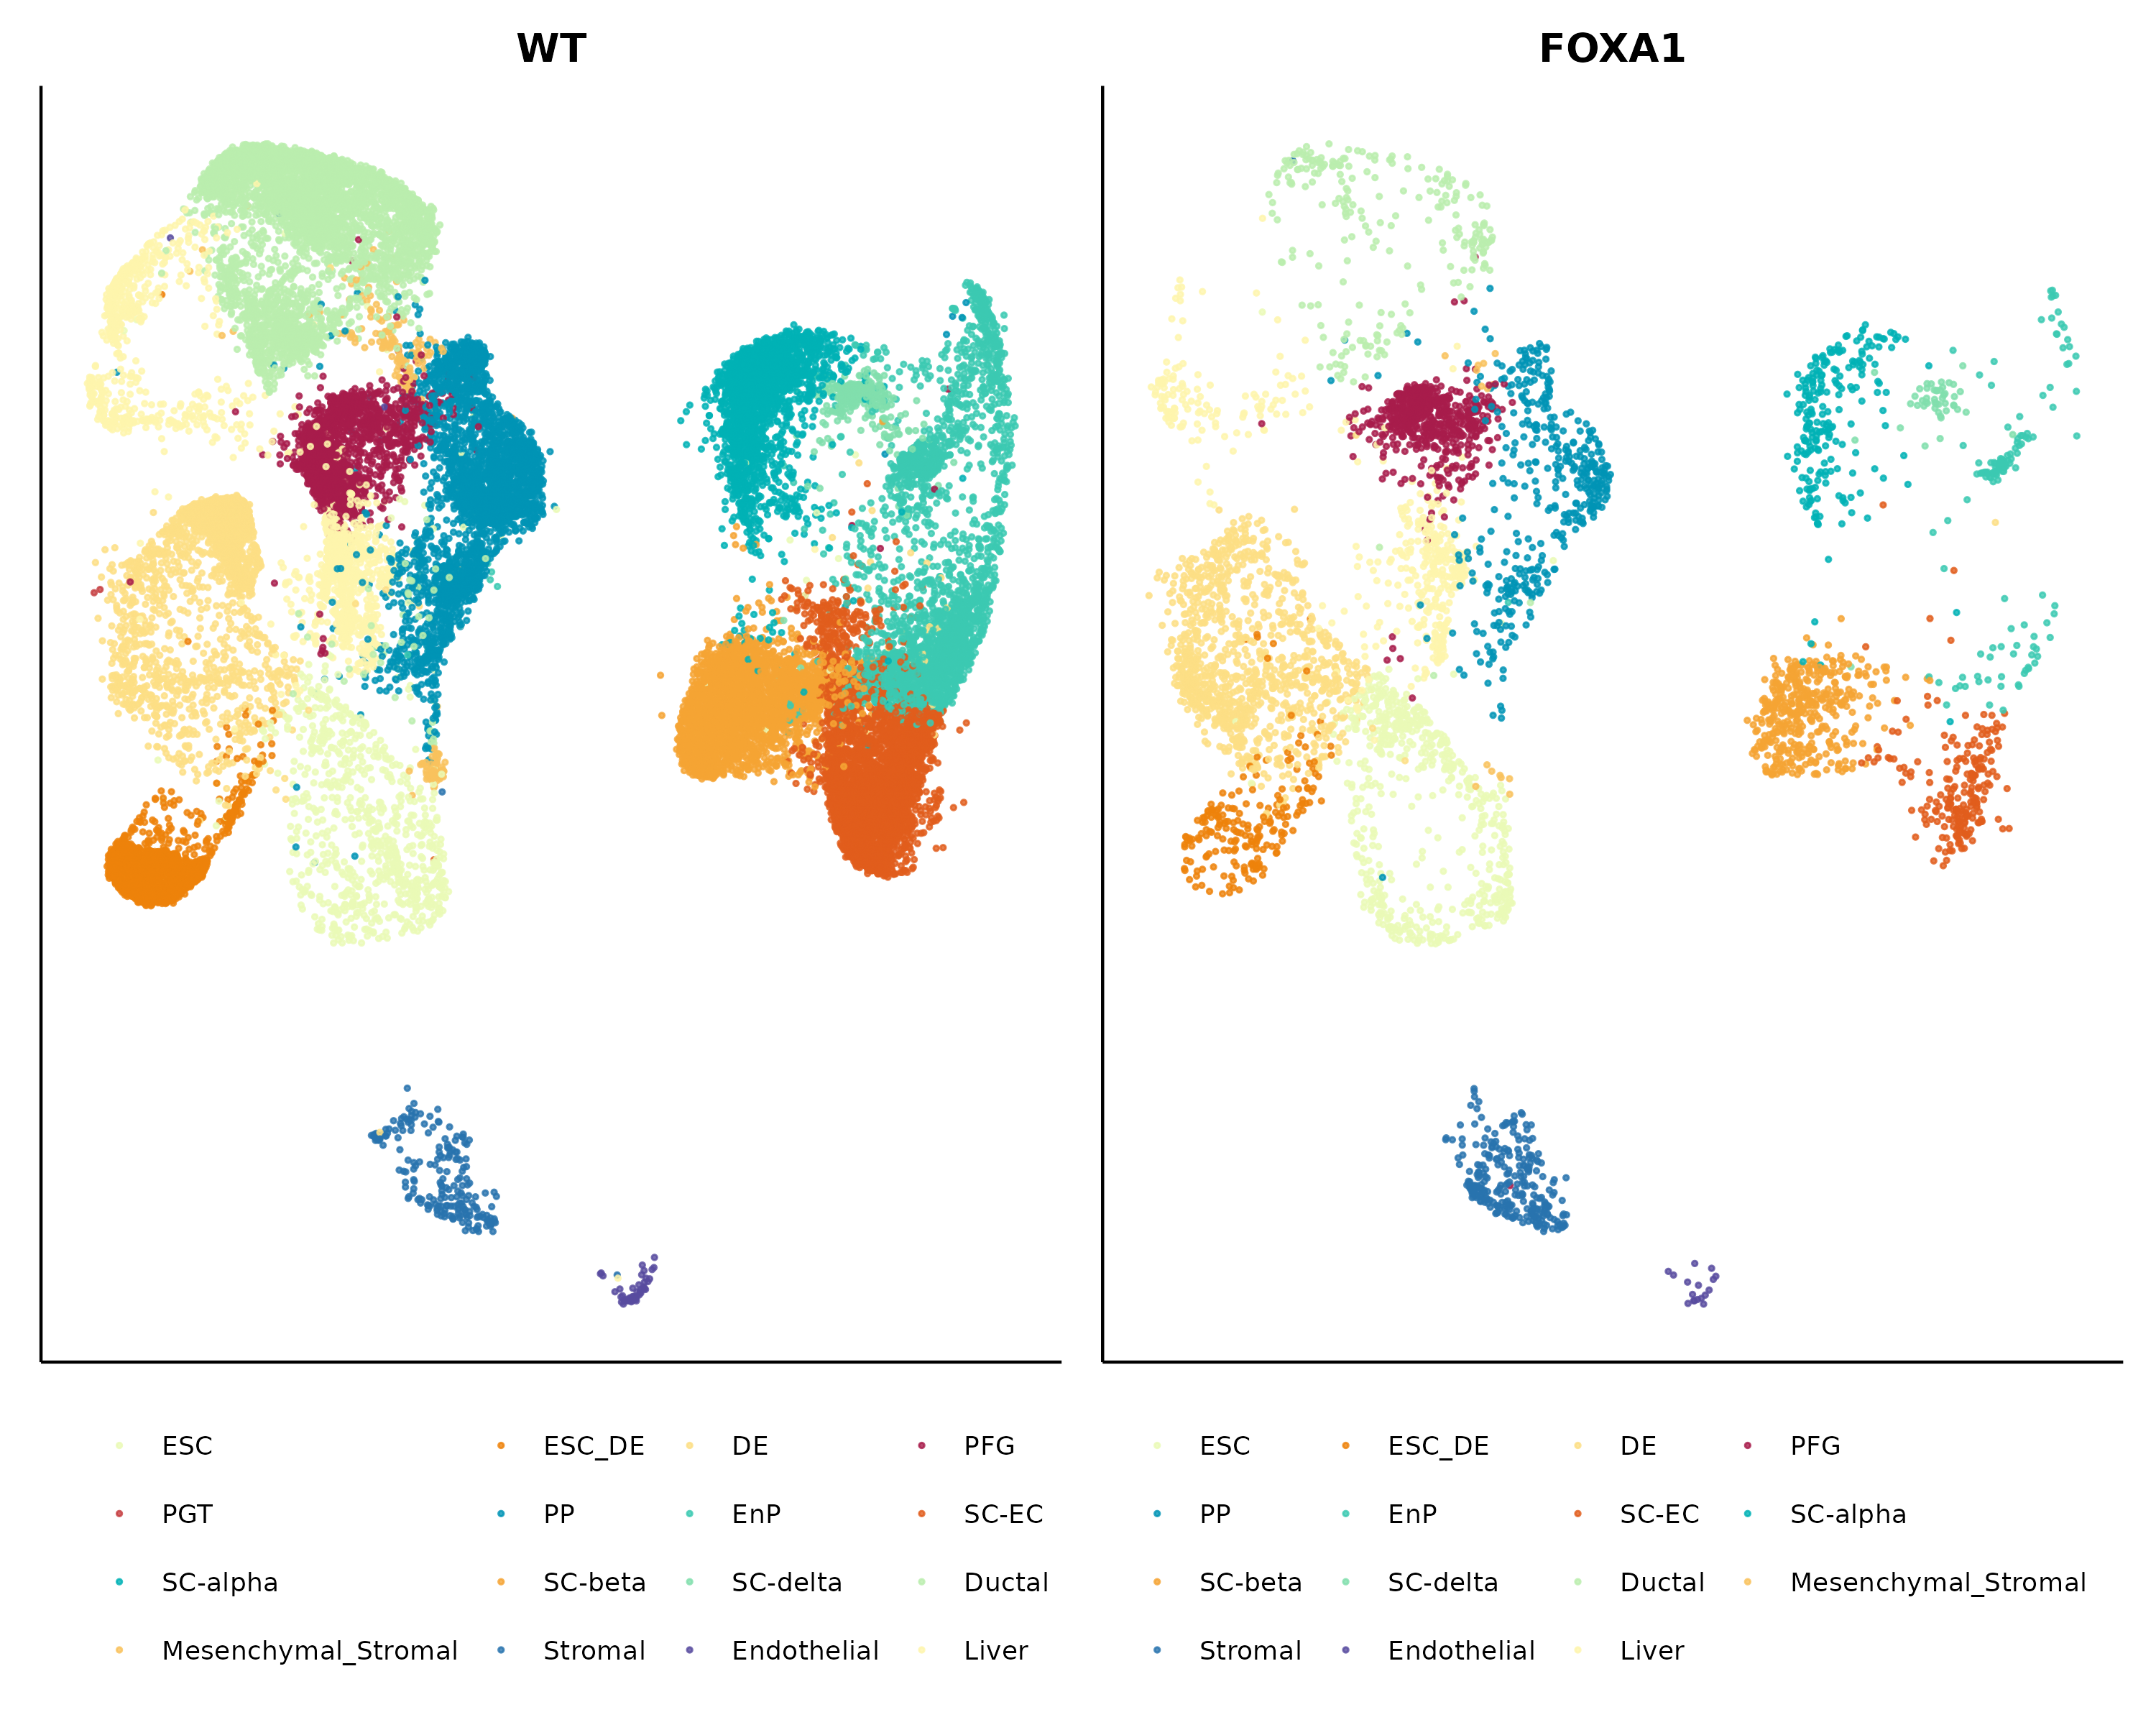 WT
FOXA1
ESC ESC_DE DE PFG
PGT PP EnP SC-EC
SC-alpha SC-beta SC-delta Ductal
Mesenchymal_Stromal Stromal Endothelial Liver
ESC ESC_DE DE PFG
PP EnP SC-EC SC-alpha
SC-beta SC-delta Ductal Mesenchymal_Stromal
Stromal Endothelial Liver